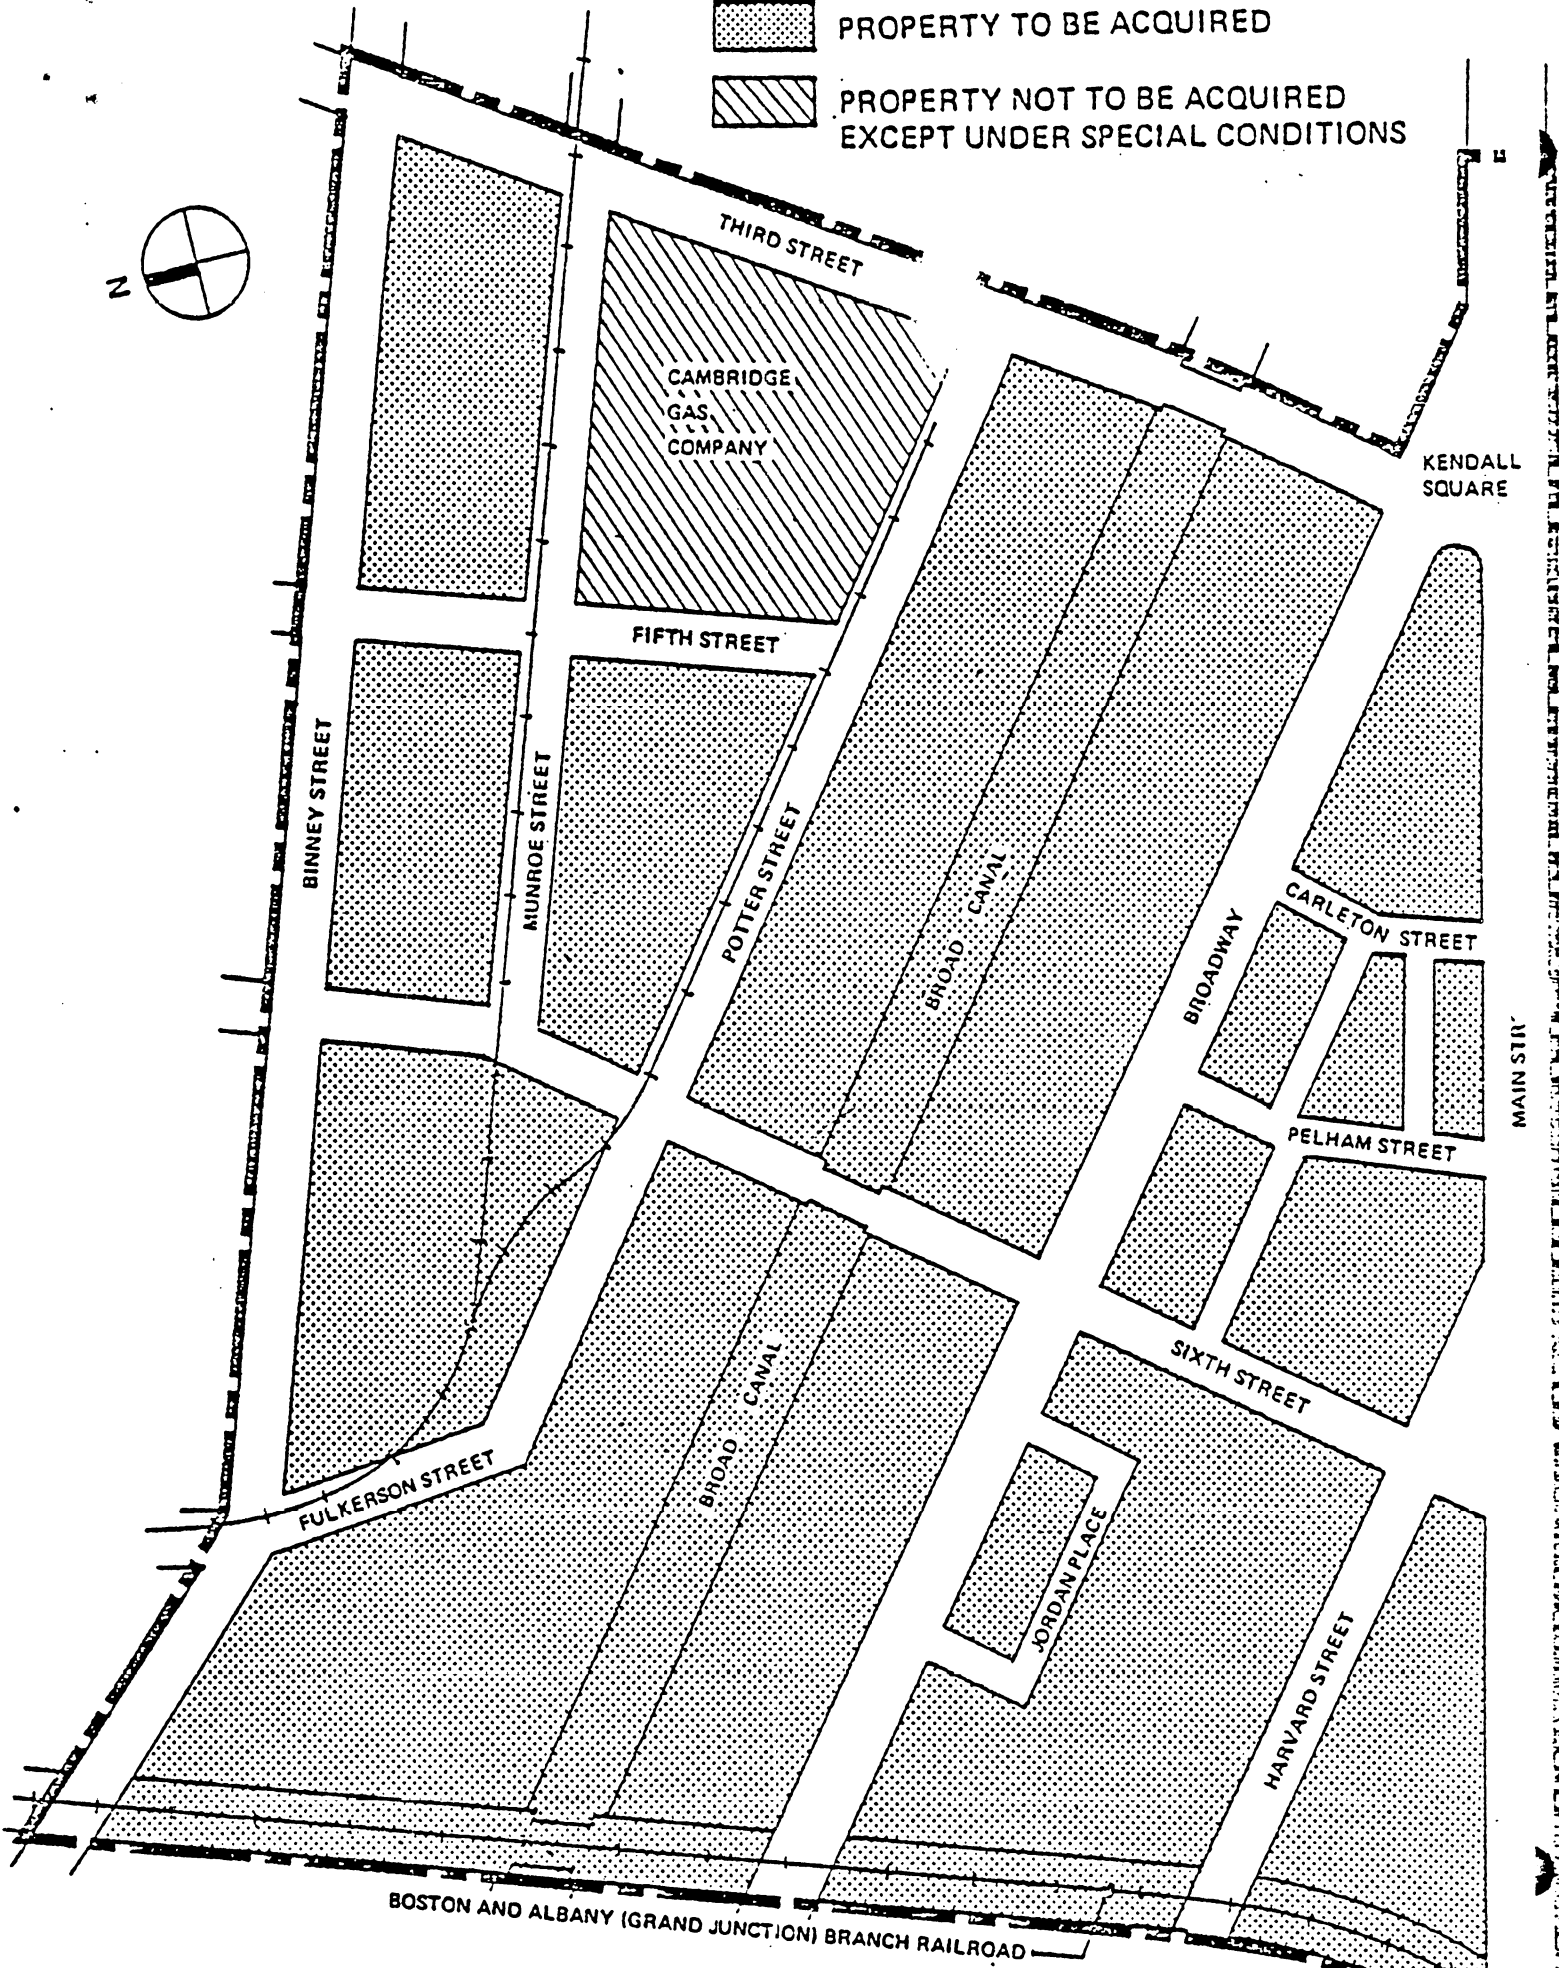 PROPERTY TO BE ACQUIRED
PROPERTY NOT TO BE ACQUIRED
EXCEPT UNDER SPECIAL CONDITIONS
N
THIRD STREET
CAMBRIDGE
GAS
COMPANY
KENDALL
SQUARE
FIFTH STREET
BINNEY STREET
MUNROE STREET
POTTER STREET
BROAD CANAL
BROADWAY
CARLETON STREET
MAIN STR
PELHAM STREET
SIXTH STREET
BROAD CANAL
FULKERSON STREET
JORDAN PLACE
HARVARD STREET
BOSTON AND ALBANY (GRAND JUNCTION) BRANCH RAILROAD